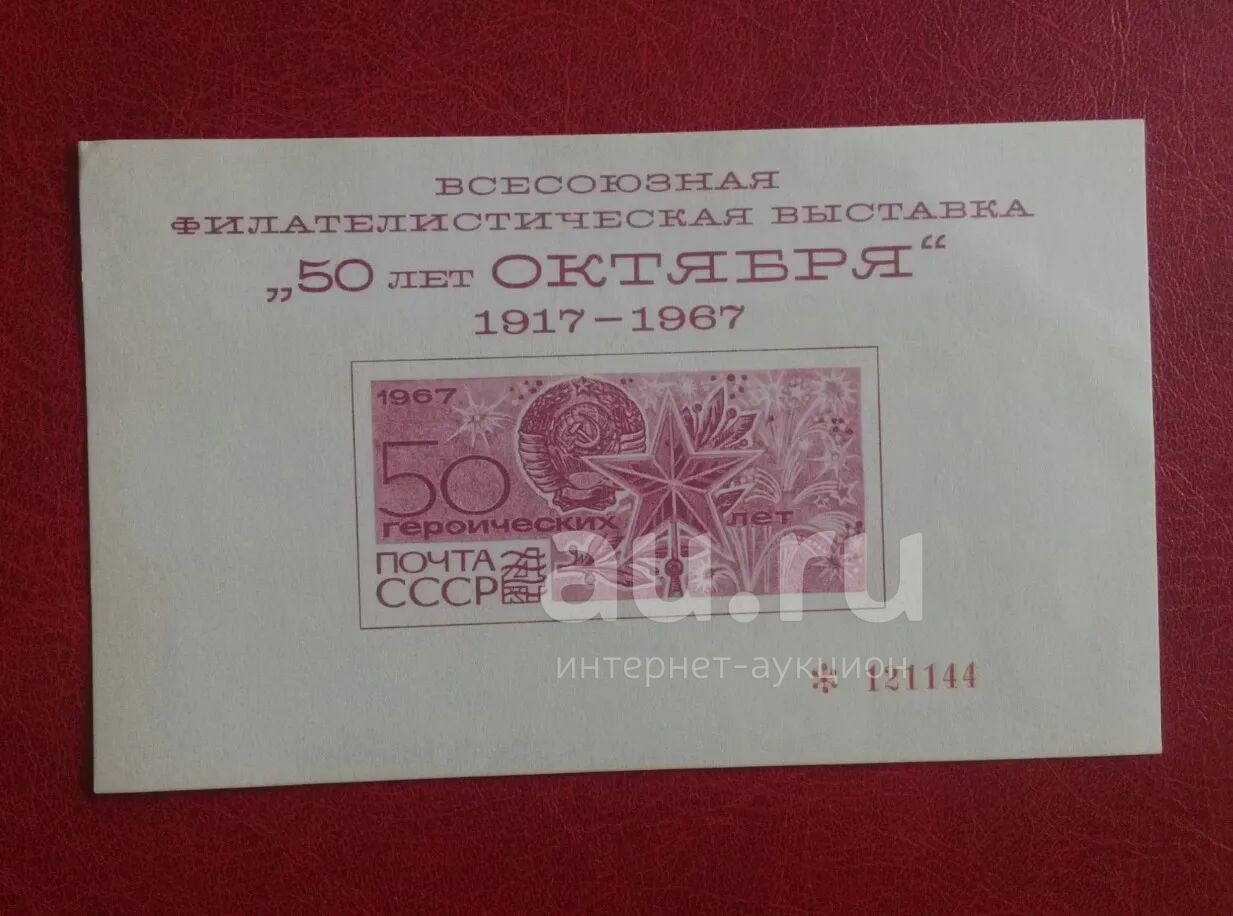 ВСЕСОЮЗНАЯ
ФИЛАТЕЛИСТИЧЕСКАЯ ВЫСТАВКА
„50 ЛЕТ ОКТЯБРЯ“
1917–1967
1967
50
ГЕРОИЧЕСКИХ ЛЕТ
ПОЧТА
СССР
au.ru
интернет-аукцион
* 121144